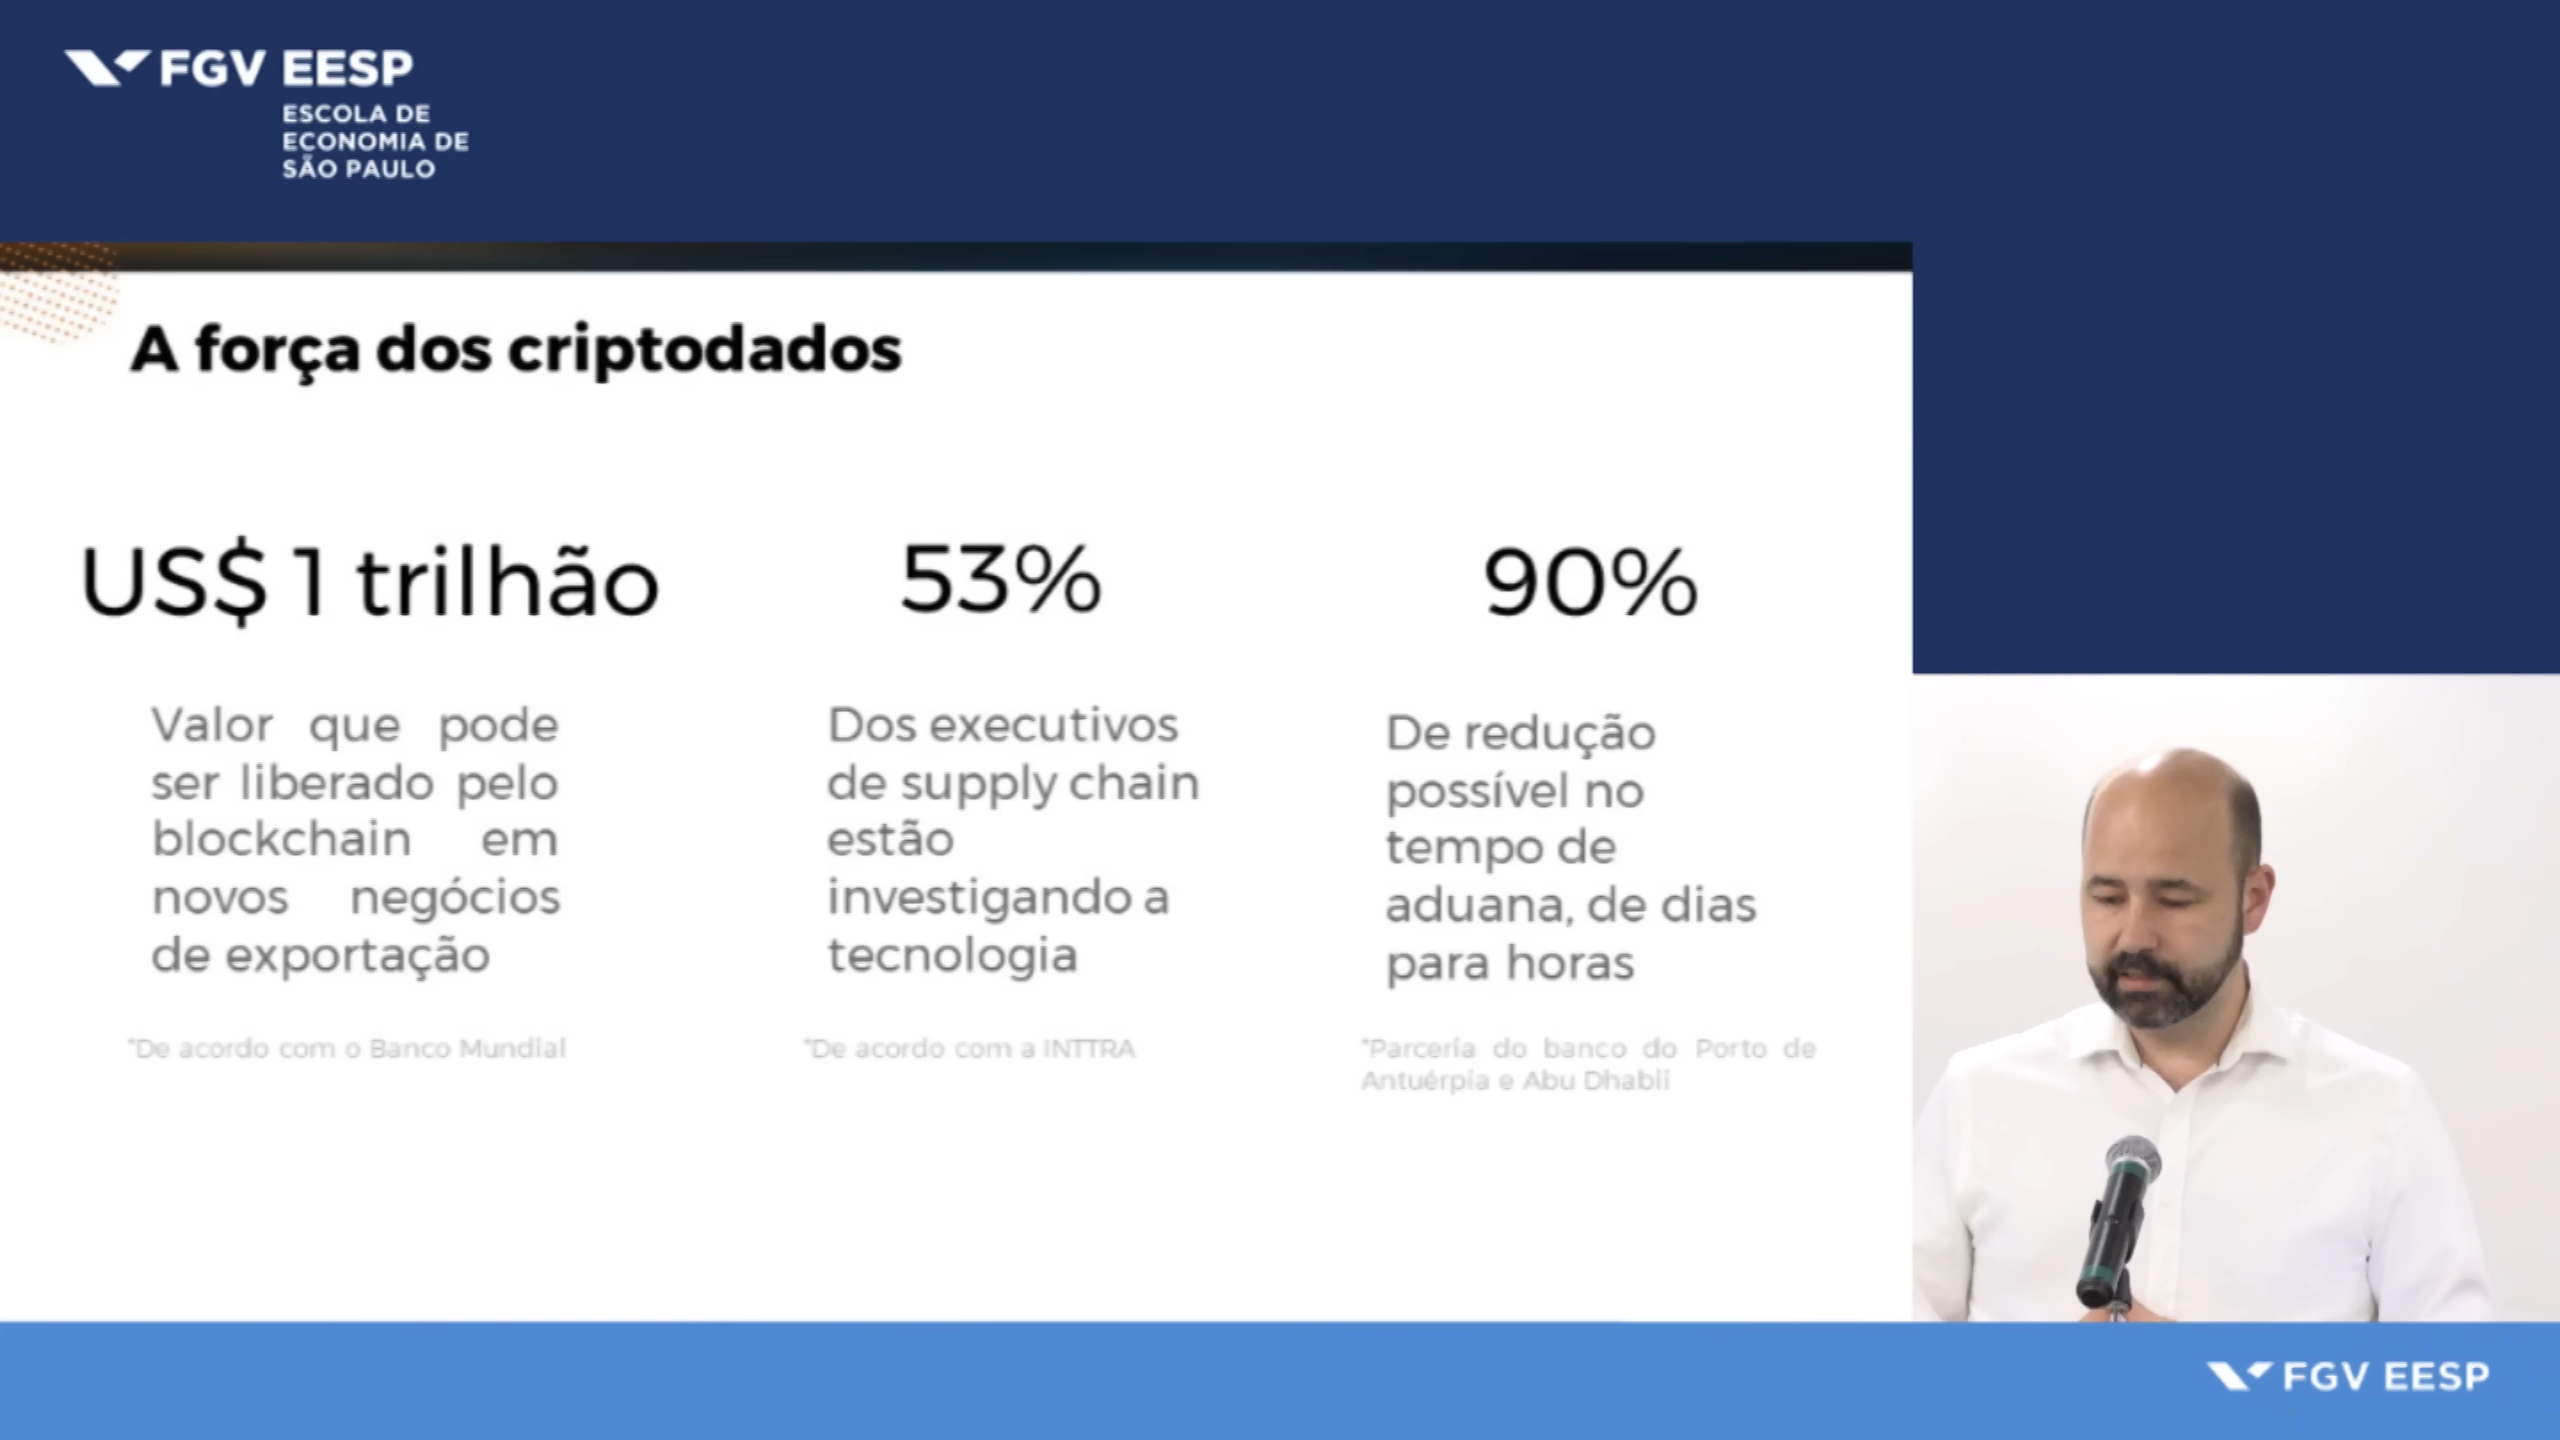 FGV EESP
ESCOLA DE
ECONOMIA DE
SÃO PAULO
A força dos criptodados
US$ 1 trilhão
Valor que pode
ser liberado pelo
blockchain em
novos negócios
de exportação
*De acordo com o Banco Mundial
53%
Dos executivos
de supply chain
estão
investigando a
tecnologia
*De acordo com a INTTRA
90%
De redução
possível no
tempo de
aduana, de dias
para horas
*Parceria do banco do Porto de
Antuérpia e Abu Dhabii
FGV EESP